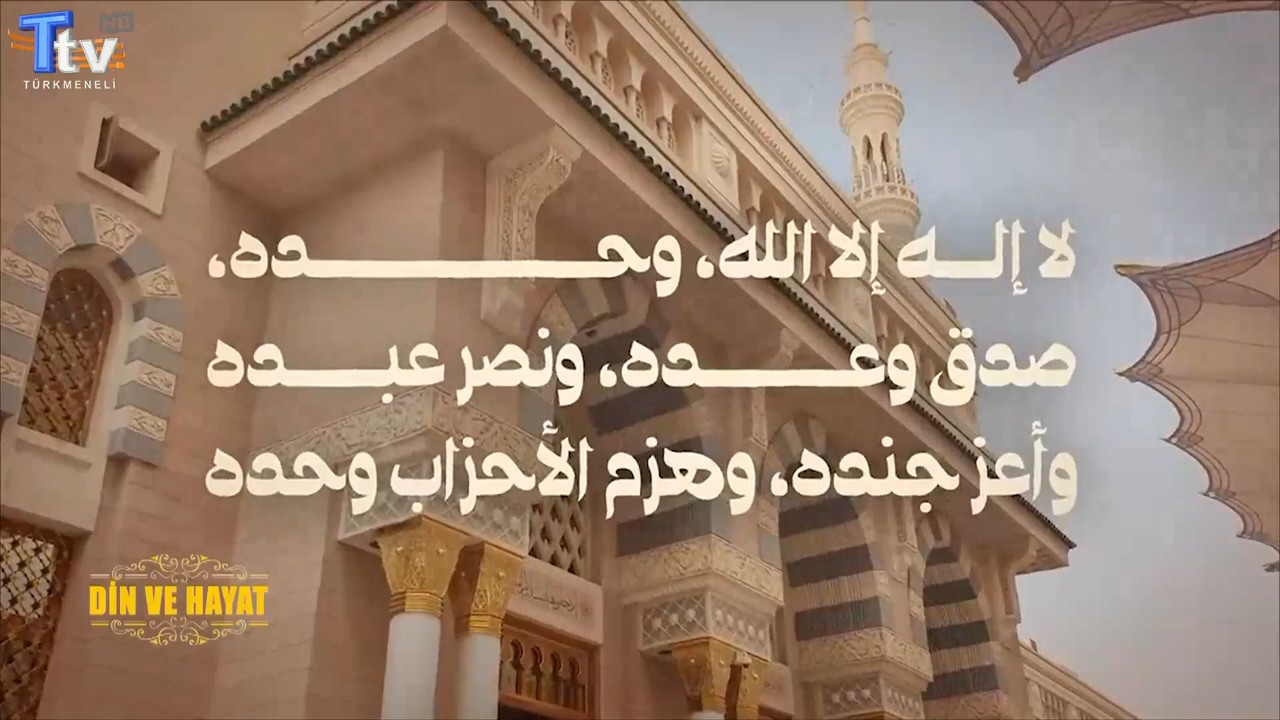 Ttv HD
TÜRKMENELİ
لا إله إلا الله، وحده،
صدق وعده، ونصر عبده
وأعز جنده، وهزم الأحزاب وحده
DİN VE HAYAT